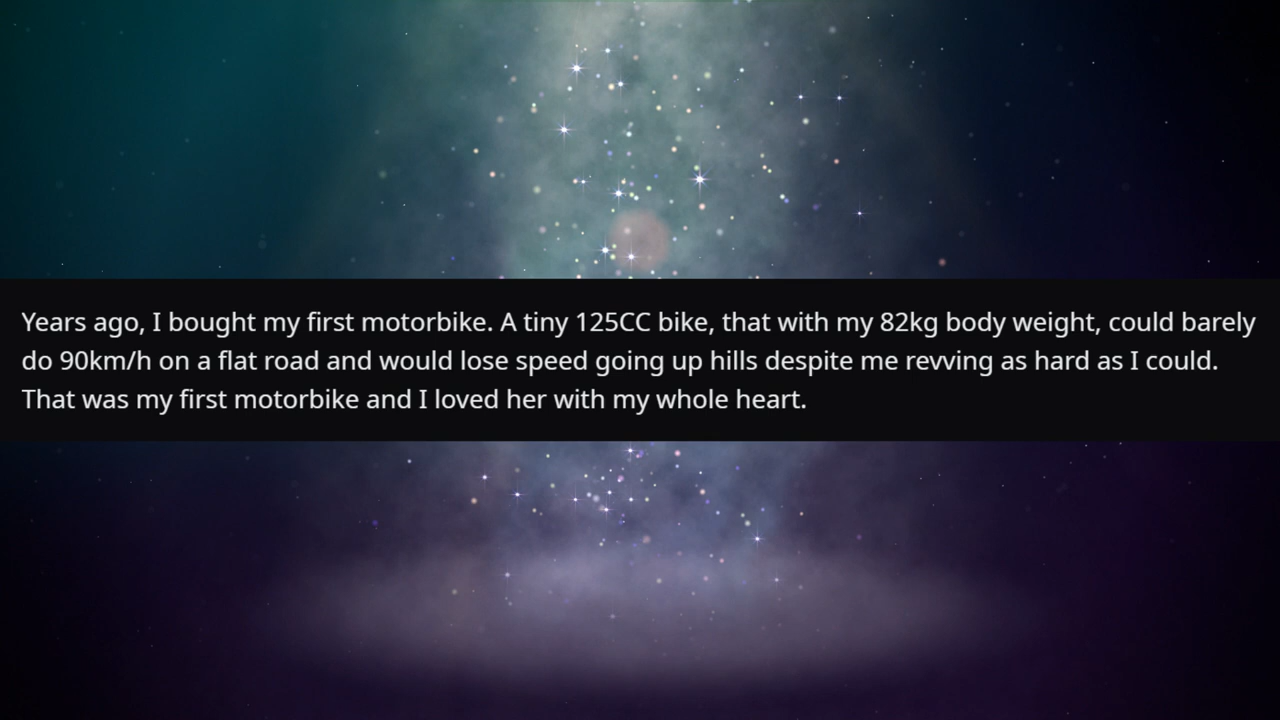 Years ago, I bought my first motorbike. A tiny 125CC bike, that with my 82kg body weight, could barely
do 90km/h on a flat road and would lose speed going up hills despite me revving as hard as I could.
That was my first motorbike and I loved her with my whole heart.